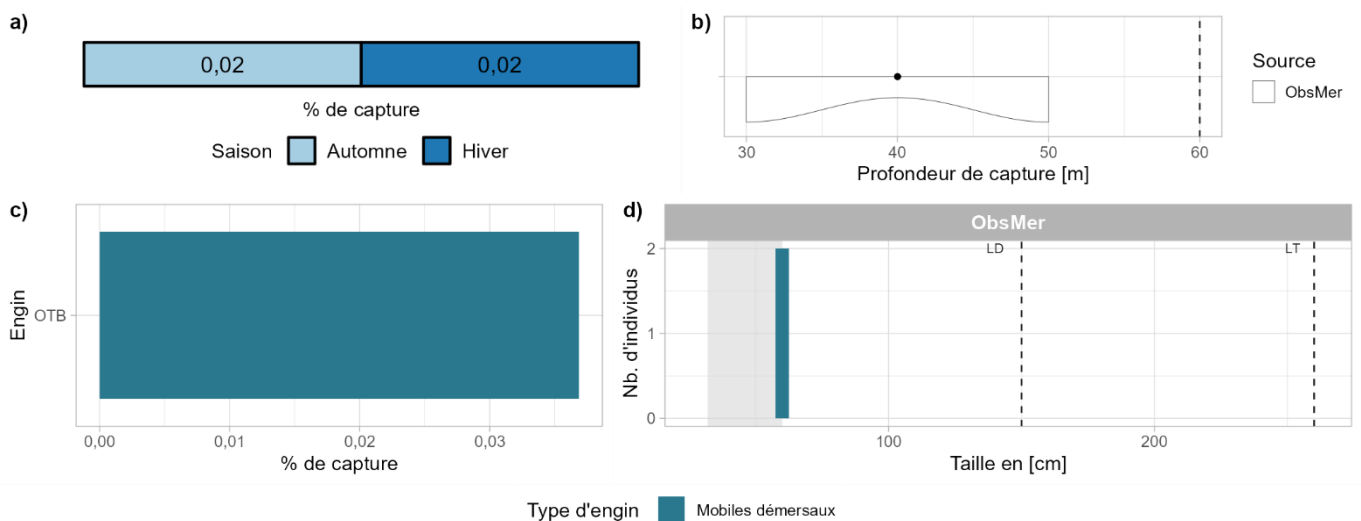 a)
0,02 0,02
% de capture
Saison Automne Hiver
b)
Source
ObsMer
30 40 50 60
Profondeur de capture [m]
c)
Engin
OTB
0,00 0,01 0,02 0,03
% de capture
d)
ObsMer
Nb. d'individus
2
1
0
LD LT
100 200
Taille en [cm]
Type d'engin Mobiles démersaux